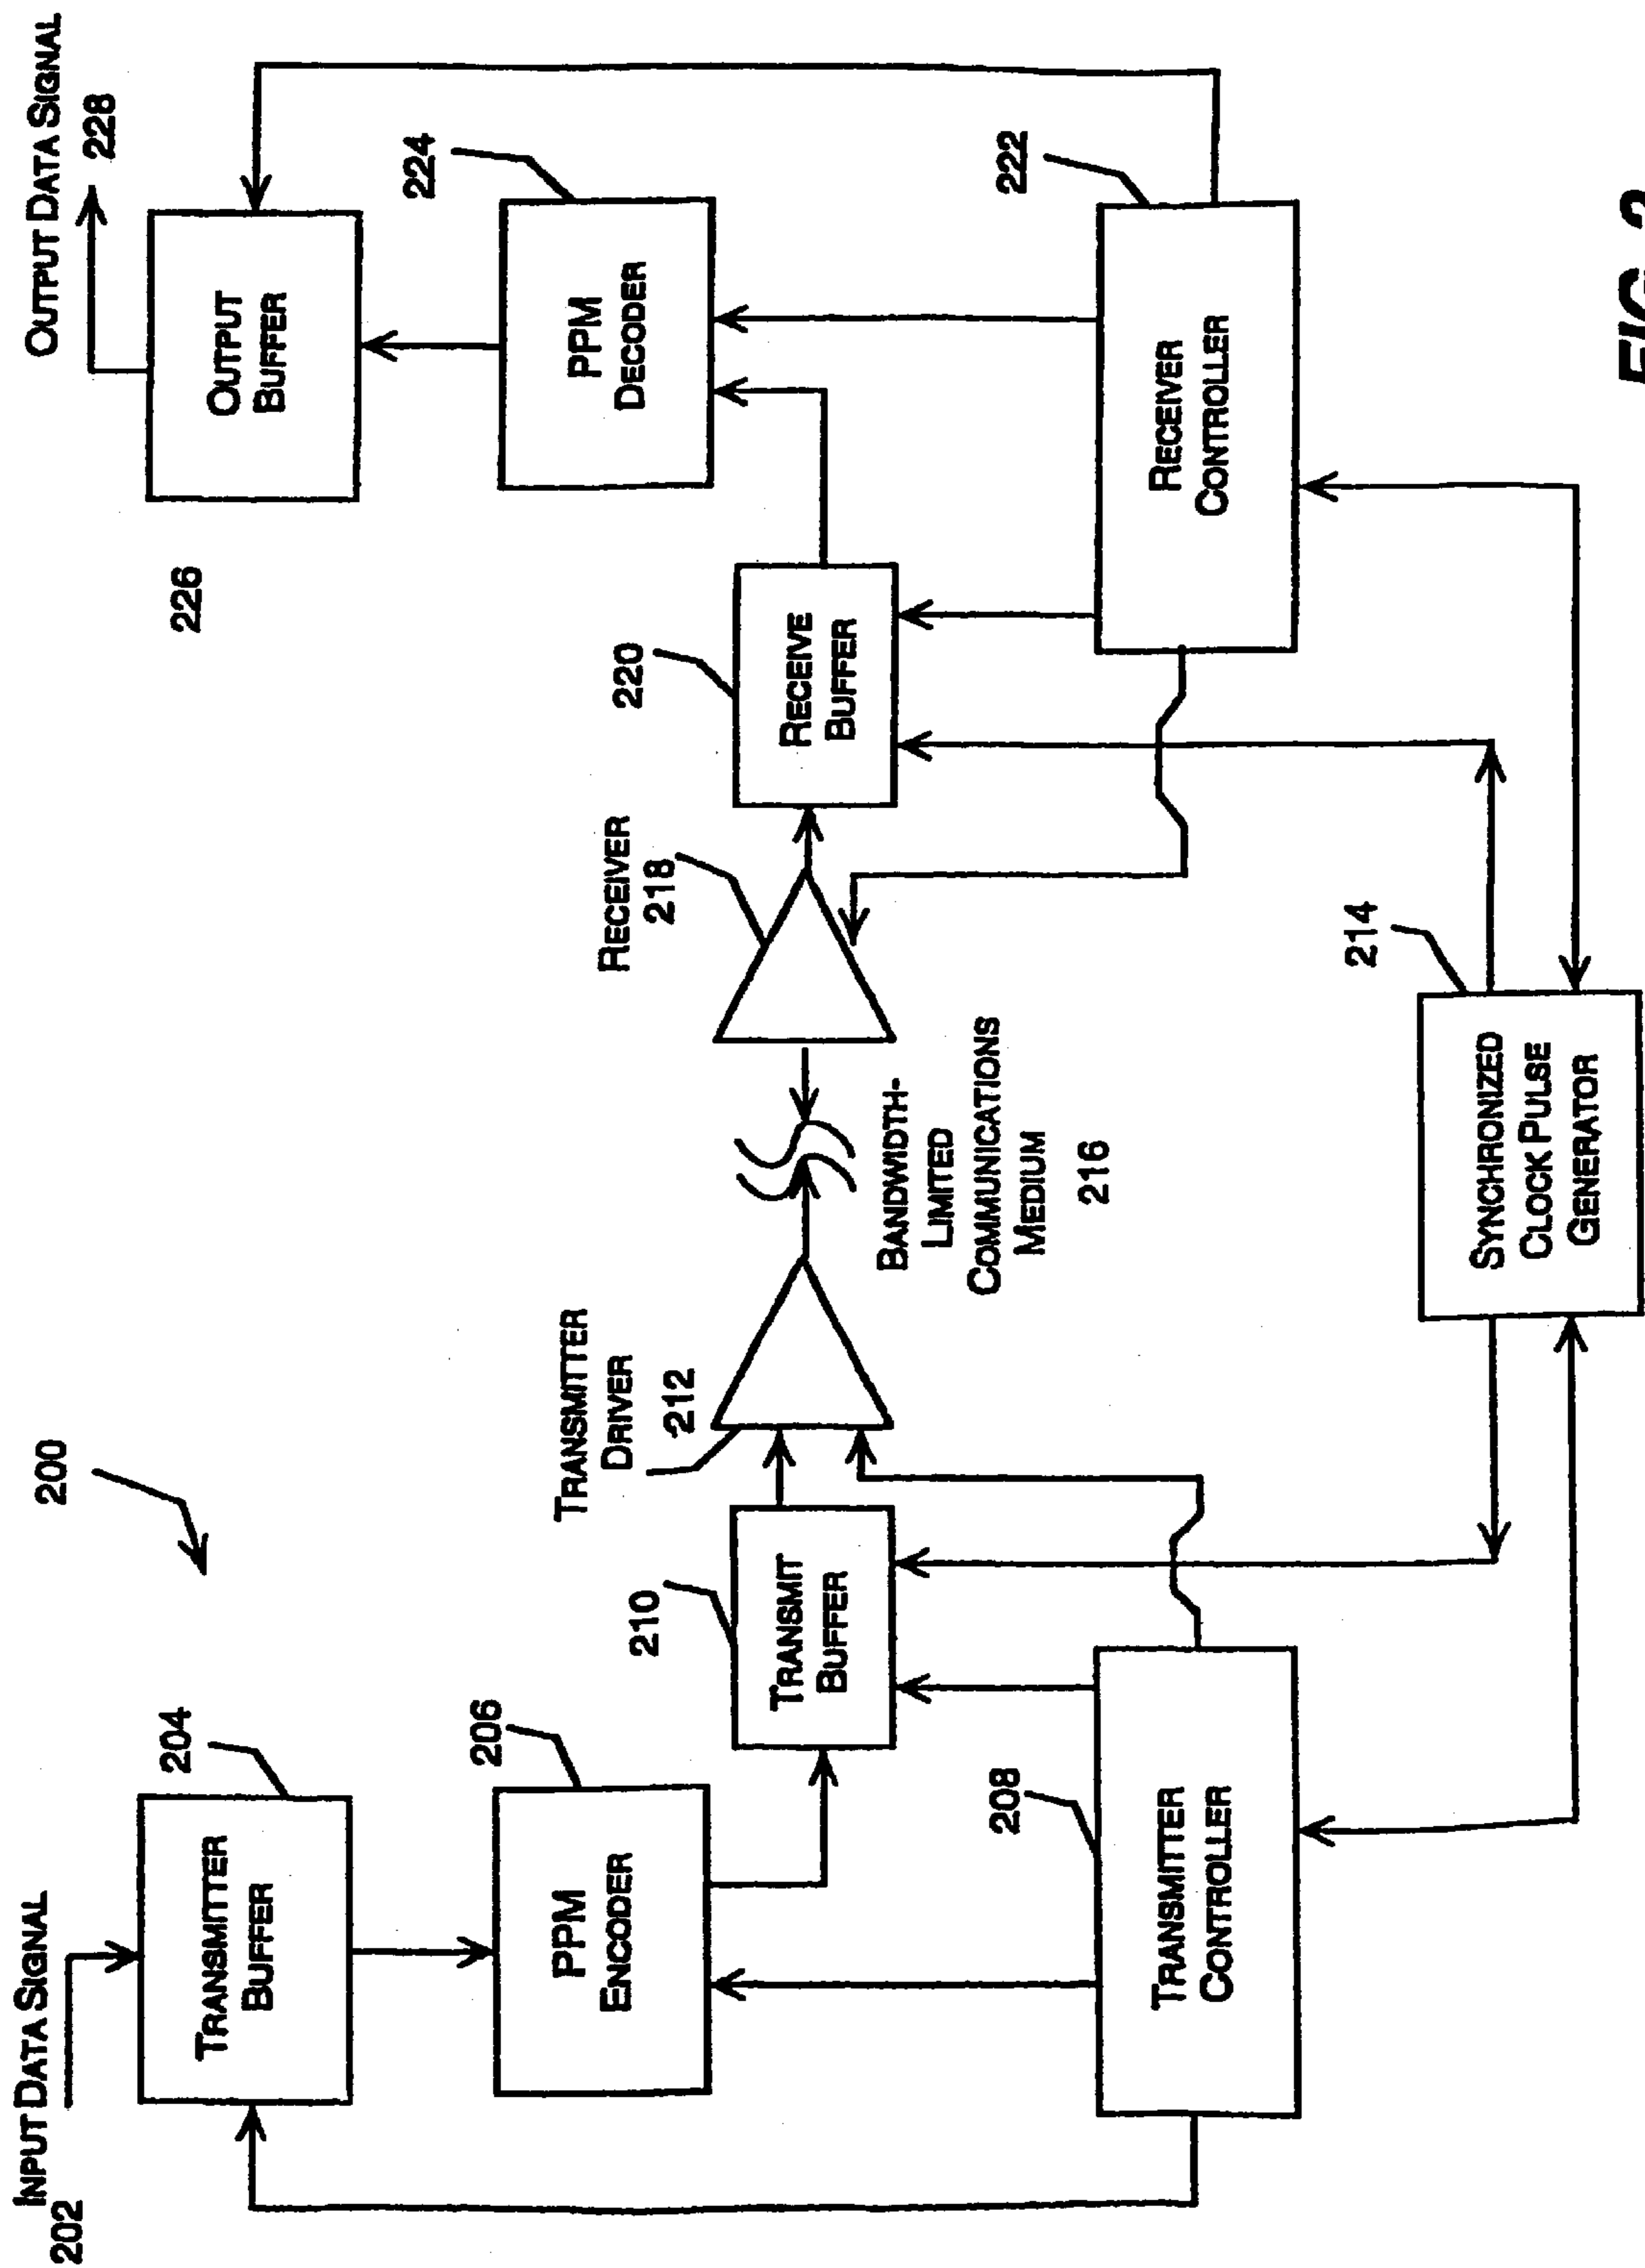 INPUT DATA SIGNAL
202
200
OUTPUT DATA SIGNAL
228
204
TRANSMITTER
BUFFER
OUTPUT
BUFFER
226
206
PPM
ENCODER
224
PPM
DECODER
210
TRANSMIT
BUFFER
TRANSMITTER
DRIVER
212
BANDWIDTH-
LIMITED
COMMUNICATIONS
MEDIUM
216
RECEIVER
218
220
RECEIVE
BUFFER
208
TRANSMITTER
CONTROLLER
222
RECEIVER
CONTROLLER
214
SYNCHRONIZED
CLOCK PULSE
GENERATOR
FIG. 2